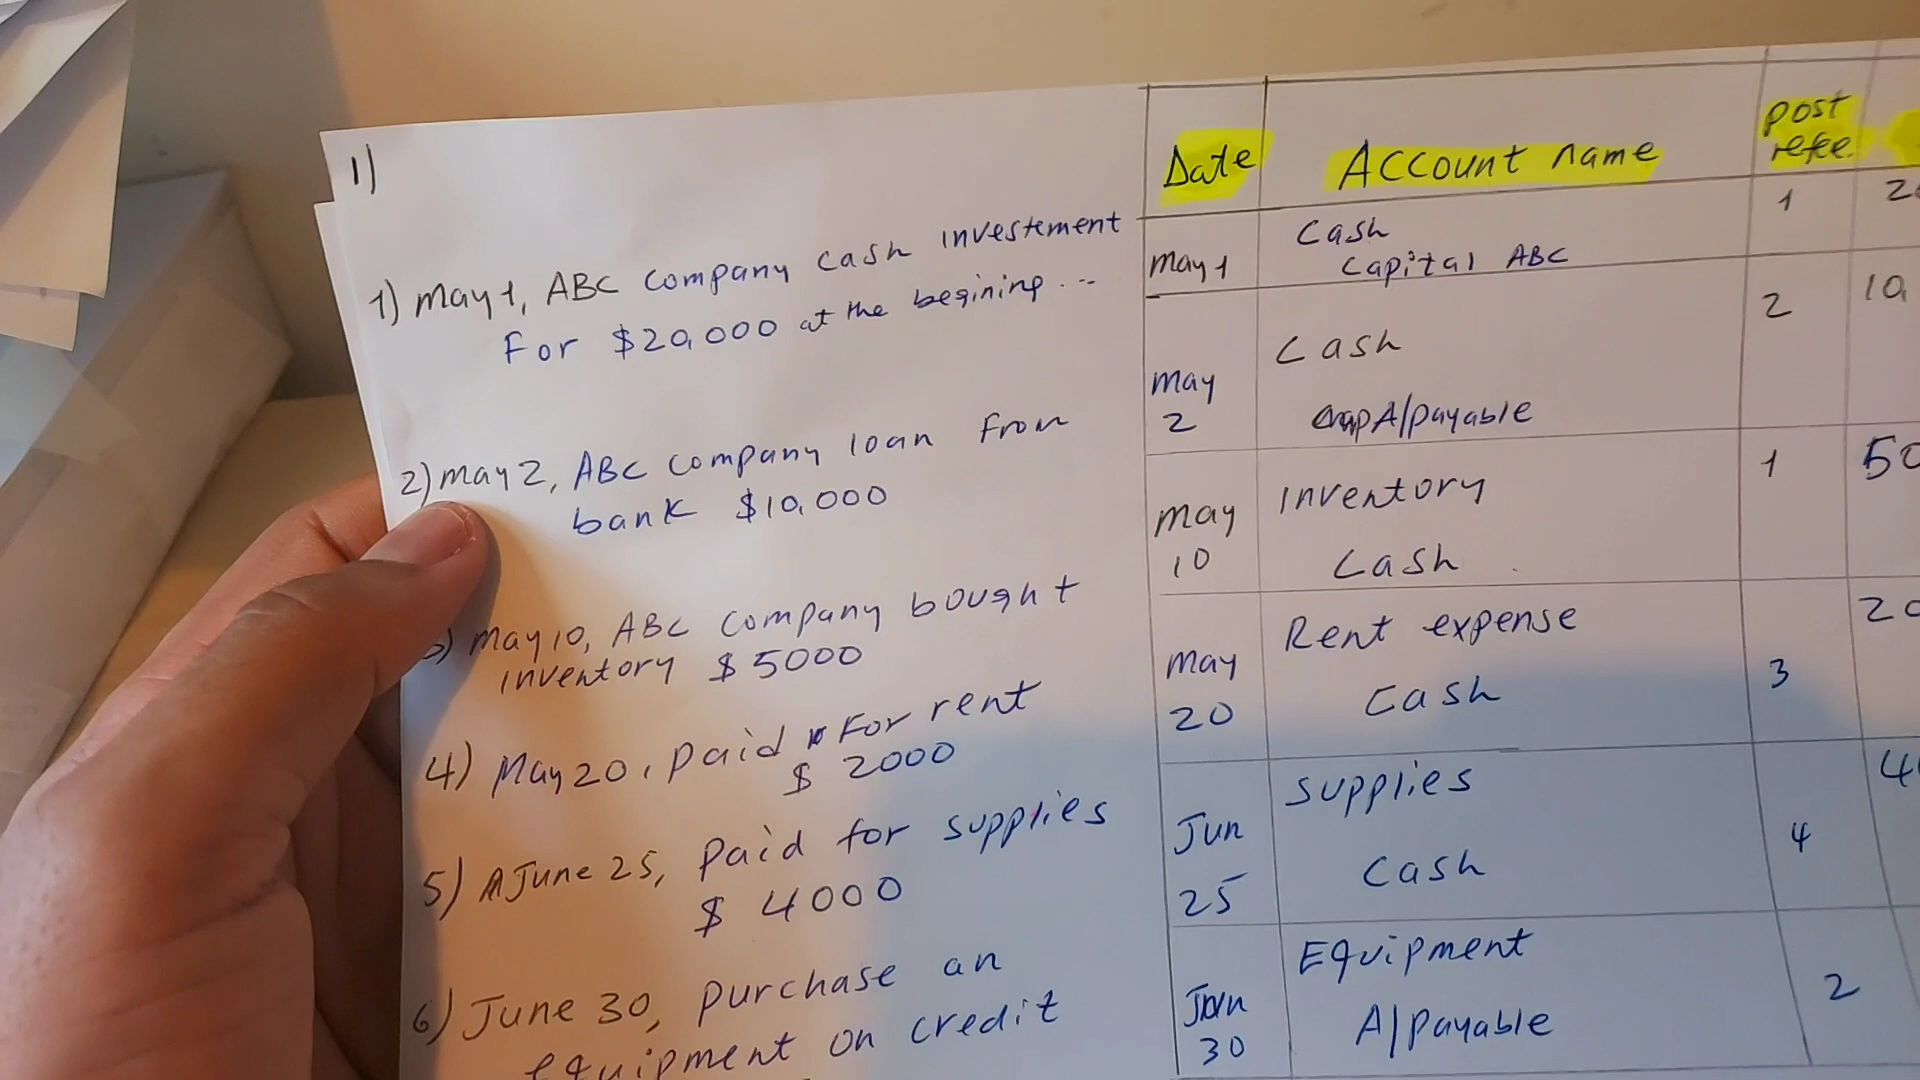 1)
1) May 1, ABC Company cash investement
For $20,000 at the begining ...
2) may 2, ABC company loan from
bank $10,000
3) May 10, ABC Company bought
inventory $5000
4) May 20, paid For rent
$ 2000
5) June 25, Paid for supplies
$ 4000
6) June 30, purchase an
equipment on credit
Date Account name post refee
May 1 Cash 1 20
Capital ABC
May 2 Cash 2 10,
A/payable
May 10 Inventory 1 50
Cash
May 20 Rent expense 3 20
Cash
Jun 25 Supplies 4 40
Cash
Jun 30 Equipment 2
A/payable